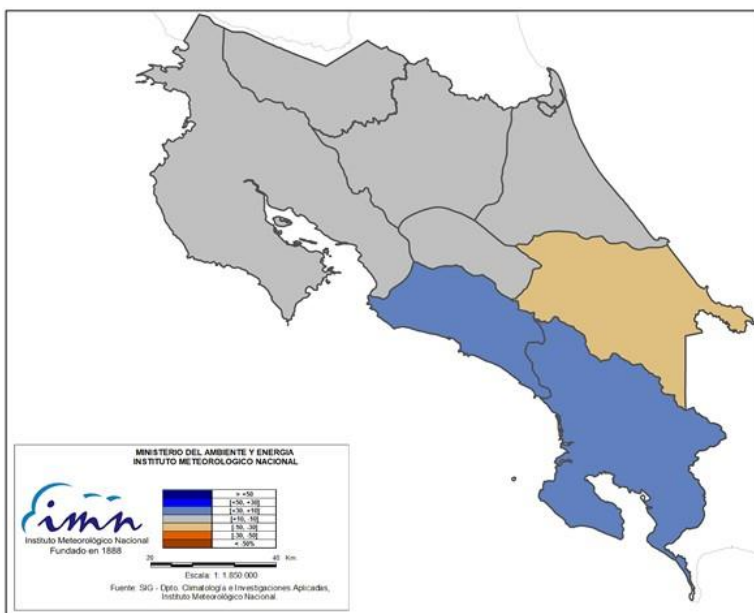 MINISTERIO DEL AMBIENTE Y ENERGIA
INSTITUTO METEOROLOGICO NACIONAL
imn
Instituto Meteorológico Nacional
Fundado en 1888
> +50
[+50, +30]
[+30, +10]
[+10, -10]
[-10, -30]
[-30, -50]
< -50%
20 40 Km.
Escala: 1: 1.850 000
Fuente: SIG - Dpto. Climatología e Investigaciones Aplicadas,
Instituto Meteorológico Nacional.